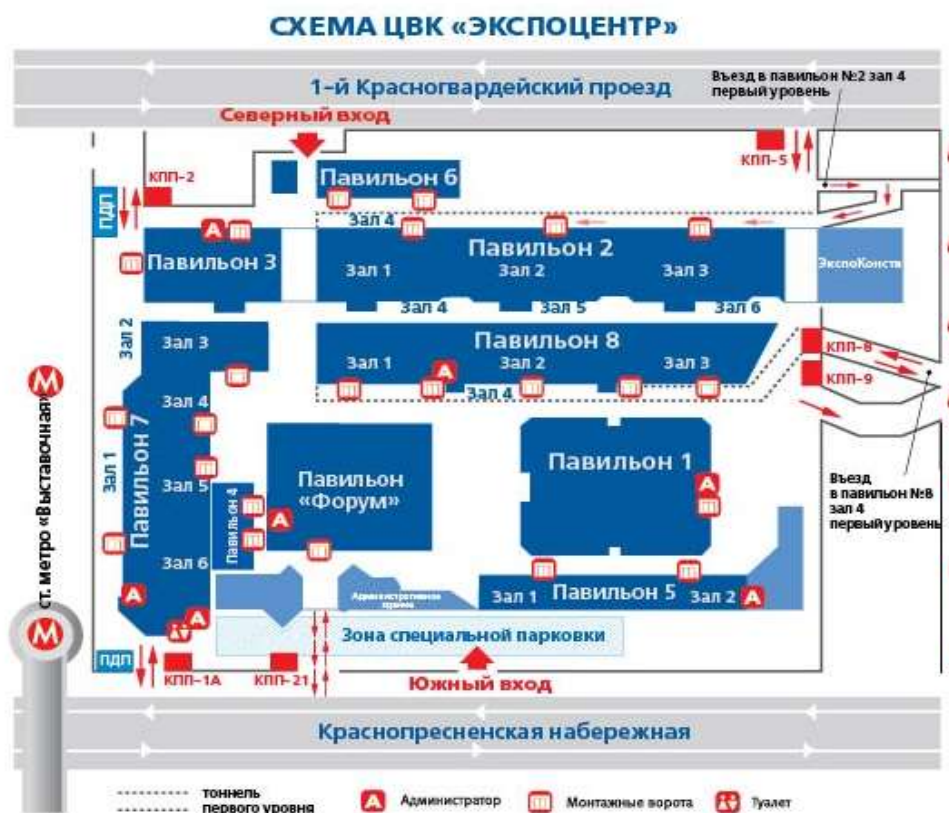 СХЕМА ЦВК «ЭКСПОЦЕНТР»
1-й Красногвардейский проезд
Въезд в павильон №2 зал 4
первый уровень
Северный вход
КПП-5
КПП-2
Павильон 6
ПДП
Зал 4
Павильон 2
Павильон 3
Зал 1
Зал 2
Зал 3
ЭкспоКонста
Зал 4
Зал 5
Зал 6
Зал 2
Зал 3
Павильон 8
КПП-8
Зал 1
Зал 2
Зал 3
КПП-9
Зал 4
Зал 4
М
ст. метро «Выставочная»
Зал 1
Павильон 7
Зал 5
Павильон 4
Павильон
«Форум»
Павильон 1
Въезд
в павильон №8
зал 4
первый уровень
Зал 6
Зал 1
Павильон 5
Зал 2
Административное
Зона специальной парковки
М
ПДП
КПП-1А
КПП-21
Южный вход
Краснопресненская набережная
тоннель
первого уровня
А Администратор
Монтажные ворота
Туалет